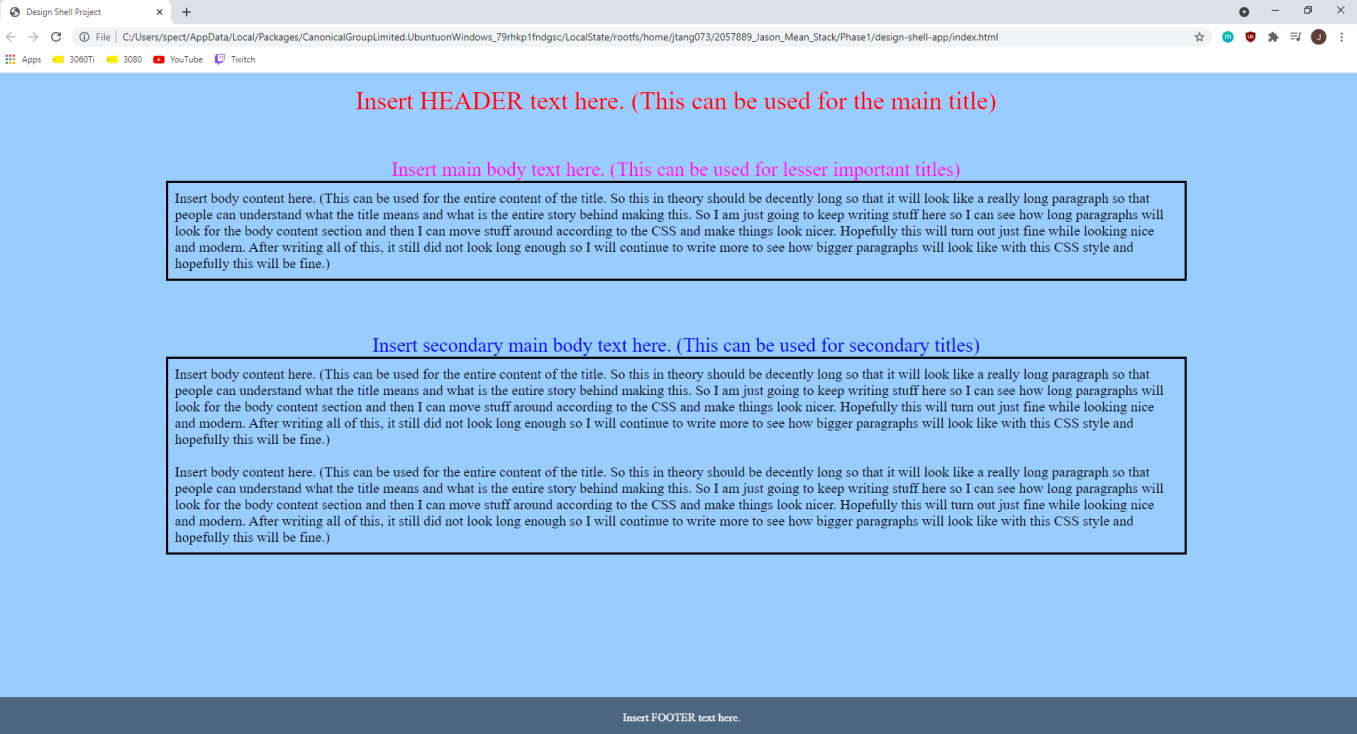 Design Shell Project
File
C:/Users/spect/AppData/Local/Packages/CanonicalGroupLimited.UbuntuonWindows_79rhkp1fndgsc/LocalState/rootfs/home/jtang073/2057889_Jason_Mean_Stack/Phase1/design-shell-app/index.html
m
J
Apps 3060Ti 3080 YouTube Twitch
Insert HEADER text here. (This can be used for the main title)
Insert main body text here. (This can be used for lesser important titles)
Insert body content here. (This can be used for the entire content of the title. So this in theory should be decently long so that it will look like a really long paragraph so that
people can understand what the title means and what is the entire story behind making this. So I am just going to keep writing stuff here so I can see how long paragraphs will
look for the body content section and then I can move stuff around according to the CSS and make things look nicer. Hopefully this will turn out just fine while looking nice
and modern. After writing all of this, it still did not look long enough so I will continue to write more to see how bigger paragraphs will look like with this CSS style and
hopefully this will be fine.)
Insert secondary main body text here. (This can be used for secondary titles)
Insert body content here. (This can be used for the entire content of the title. So this in theory should be decently long so that it will look like a really long paragraph so that
people can understand what the title means and what is the entire story behind making this. So I am just going to keep writing stuff here so I can see how long paragraphs will
look for the body content section and then I can move stuff around according to the CSS and make things look nicer. Hopefully this will turn out just fine while looking nice
and modern. After writing all of this, it still did not look long enough so I will continue to write more to see how bigger paragraphs will look like with this CSS style and
hopefully this will be fine.)
Insert body content here. (This can be used for the entire content of the title. So this in theory should be decently long so that it will look like a really long paragraph so that
people can understand what the title means and what is the entire story behind making this. So I am just going to keep writing stuff here so I can see how long paragraphs will
look for the body content section and then I can move stuff around according to the CSS and make things look nicer. Hopefully this will turn out just fine while looking nice
and modern. After writing all of this, it still did not look long enough so I will continue to write more to see how bigger paragraphs will look like with this CSS style and
hopefully this will be fine.)
Insert FOOTER text here.